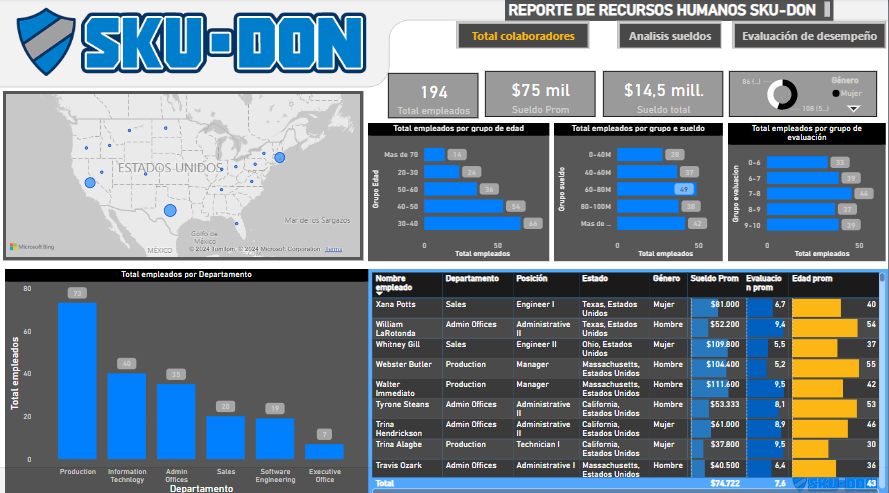 SKU-DON
REPORTE DE RECURSOS HUMANOS SKU-DON
Total colaboradores
Analisis sueldos
Evaluación de desempeño
194
Total empleados
$75 mil
Sueldo Prom
$14,5 mill.
Sueldo total
86 (...)
108 (5...)
Género
Mujer
ESTADOS UNIDOS
Golfo de
México
Mar de los Sargazos
MÉXICO
Microsoft Bing
© 2024 TomTom, © 2024 Microsoft Corporation Terms
Total empleados por grupo de edad
Grupo Edad
Mas de 70 14
20-30 24
50-60 36
40-50 54
30-40 66
0 50
Total empleados
Total empleados por grupo e sueldo
Grupo sueldo
0-40M 28
40-60M 37
60-80M 49
80-100M 38
Mas de ... 42
0 50
Total empleados
Total empleados por grupo de
evaluación
Grupo evaluacion
0-6 33
6-7 39
7-8 46
8-9 37
9-10 39
0 50
Total empleados
Total empleados por Departamento
Total empleados
80
60
40
20
0
73
40
35
20
19
7
Production
Information
Technology
Admin
Offices
Sales
Software
Engineering
Executive
Office
Departamento
Nombre empleado Departamento Posición Estado Género Sueldo Prom Evaluacion prom Edad prom
Xana Potts Sales Engineer I Texas, Estados Unidos Mujer $81.000 6,7 40
William LaRotonda Admin Offices Administrative II Texas, Estados Unidos Hombre $52.200 9,4 54
Whitney Gill Sales Engineer II Ohio, Estados Unidos Mujer $109.800 5,5 37
Webster Butler Production Manager Massachusetts, Estados Unidos Hombre $104.400 5,2 55
Walter Immediato Production Manager Massachusetts, Estados Unidos Hombre $111.600 9,5 42
Tyrone Steans Admin Offices Administrative II California, Estados Unidos Hombre $53.333 8,1 53
Trina Hendrickson Admin Offices Administrative II California, Estados Unidos Mujer $61.000 8,9 46
Trina Alagbe Production Technician I California, Estados Unidos Mujer $37.800 9,5 30
Travis Ozark Admin Offices Administrative I Massachusetts, Estados Unidos Hombre $40.500 6,4 36
Total $74.722 7,6 43
SKU-DON